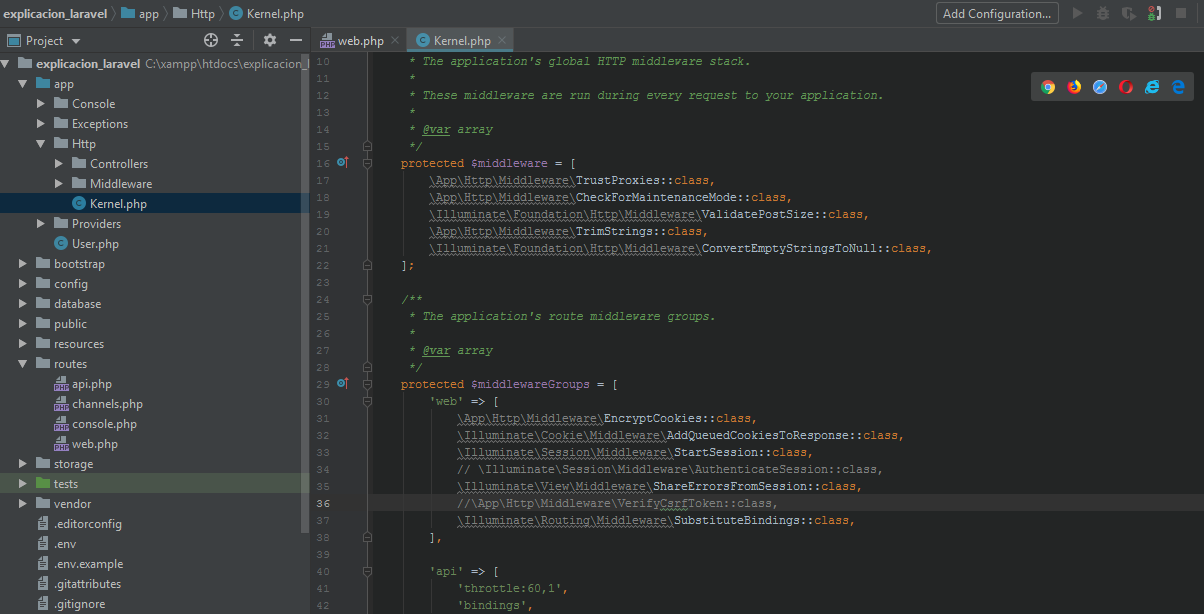 explicacion_laravel app Http Kernel.php Add Configuration...
Project
explicacion_laravel C:\xampp\htdocs\explicacion_l
app
Console
Exceptions
Http
Controllers
Middleware
Kernel.php
Providers
User.php
bootstrap
config
database
public
resources
routes
api.php
channels.php
console.php
web.php
storage
tests
vendor
.editorconfig
.env
.env.example
.gitattributes
.gitignore
web.php Kernel.php
10 * The application's global HTTP middleware stack.
11 *
12 * These middleware are run during every request to your application.
13 *
14 * @var array
15 */
16 protected $middleware = [
17 \App\Http\Middleware\TrustProxies::class,
18 \App\Http\Middleware\CheckForMaintenanceMode::class,
19 \Illuminate\Foundation\Http\Middleware\ValidatePostSize::class,
20 \App\Http\Middleware\TrimStrings::class,
21 \Illuminate\Foundation\Http\Middleware\ConvertEmptyStringsToNull::class,
22 ];
23
24 /**
25 * The application's route middleware groups.
26 *
27 * @var array
28 */
29 protected $middlewareGroups = [
30 'web' => [
31 \App\Http\Middleware\EncryptCookies::class,
32 \Illuminate\Cookie\Middleware\AddQueuedCookiesToResponse::class,
33 \Illuminate\Session\Middleware\StartSession::class,
34 // \Illuminate\Session\Middleware\AuthenticateSession::class,
35 \Illuminate\View\Middleware\ShareErrorsFromSession::class,
36 //\App\Http\Middleware\VerifyCsrfToken::class,
37 \Illuminate\Routing\Middleware\SubstituteBindings::class,
38 ],
39
40 'api' => [
41 'throttle:60,1',
42 'bindings',